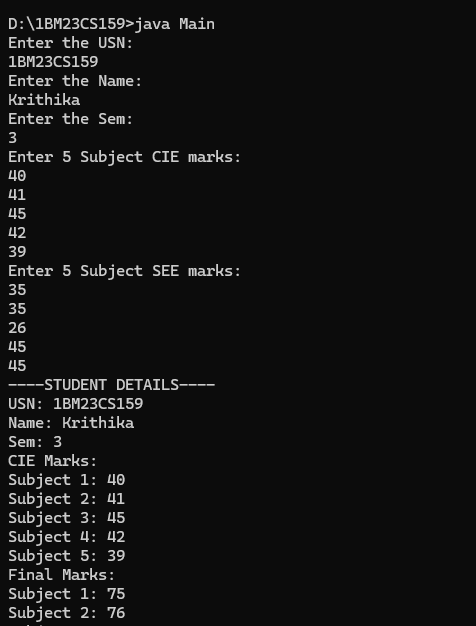 D:\1BM23CS159>java Main
Enter the USN:
1BM23CS159
Enter the Name:
Krithika
Enter the Sem:
3
Enter 5 Subject CIE marks:
40
41
45
42
39
Enter 5 Subject SEE marks:
35
35
26
45
45
----STUDENT DETAILS----
USN: 1BM23CS159
Name: Krithika
Sem: 3
CIE Marks:
Subject 1: 40
Subject 2: 41
Subject 3: 45
Subject 4: 42
Subject 5: 39
Final Marks:
Subject 1: 75
Subject 2: 76